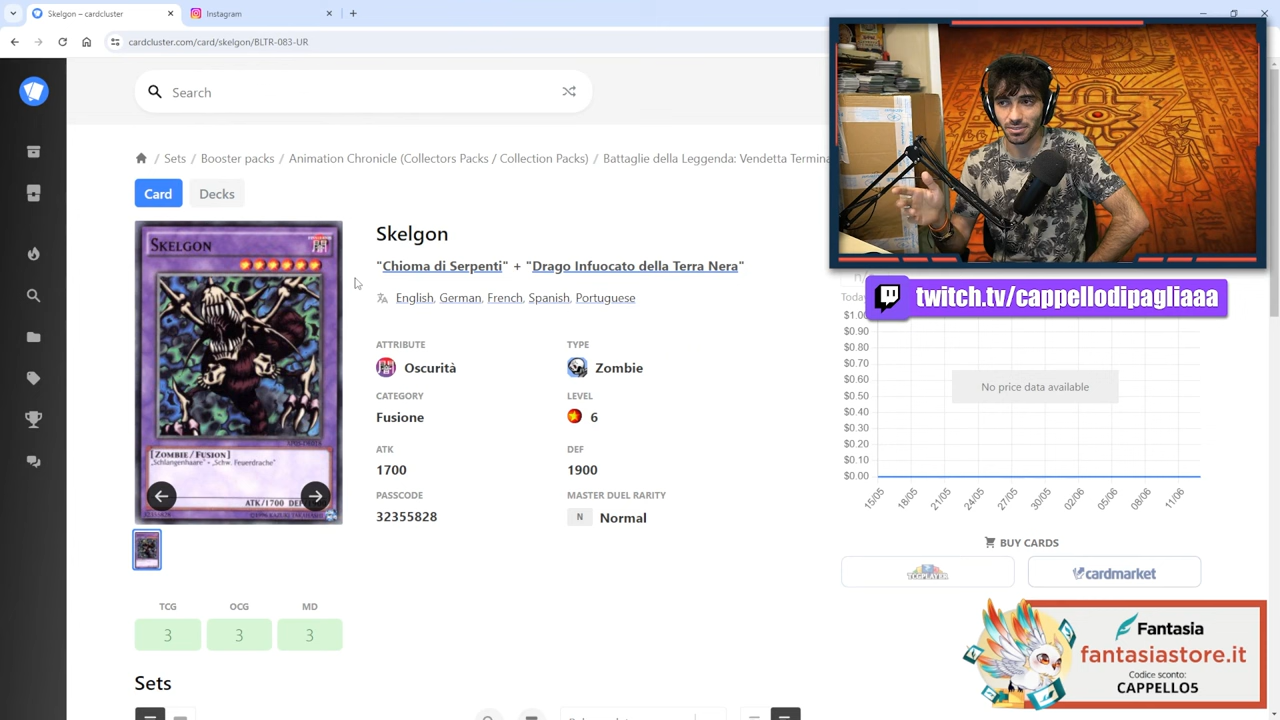 Skelgon – cardcluster
Instagram
cardcluster.com/card/skelgon/BLTR-083-UR
Search
/ Sets / Booster packs / Animation Chronicle (Collectors Packs / Collection Packs) / Battaglie della Leggenda: Vendetta Termina
Card
Decks
SKELGON
[ZOMBIE/FUSION]
„Schlangenhaare" + „Schw. Feuerdrache"
ATK/1700
Skelgon
"Chioma di Serpenti" + "Drago Infuocato della Terra Nera"
English, German, French, Spanish, Portuguese
ATTRIBUTE
Oscurità
TYPE
Zombie
CATEGORY
Fusione
LEVEL
6
ATK
1700
DEF
1900
PASSCODE
32355828
MASTER DUEL RARITY
N Normal
TCG
3
OCG
3
MD
3
Sets
twitch.tv/cappellodipagliaaa
$1.00
$0.90
$0.80
$0.70
$0.60
$0.50
$0.40
$0.30
$0.20
$0.10
$0.00
No price data available
15/05
18/05
21/05
24/05
27/05
30/05
02/06
05/06
08/06
11/06
BUY CARDS
TCGPLAYER
cardmarket
Fantasia
fantasiastore.it
Codice sconto:
CAPPELLO5